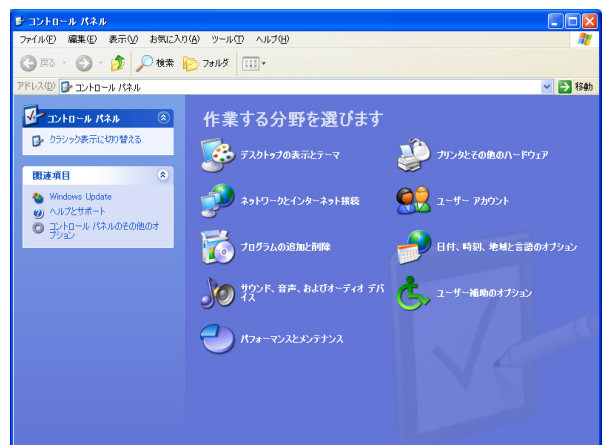 コントロール パネル
ファイル(F) 編集(E) 表示(V) お気に入り(A) ツール(T) ヘルプ(H)
戻る 検索 フォルダ
アドレス(D) コントロール パネル 移動
コントロール パネル
クラシック表示に切り替える
関連項目
Windows Update
ヘルプとサポート
コントロール パネルのその他のオ
プション
作業する分野を選びます
デスクトップの表示とテーマ
プリンタとその他のハードウェア
ネットワークとインターネット接続
ユーザー アカウント
プログラムの追加と削除
日付、時刻、地域と言語のオプション
サウンド、音声、およびオーディオ デバ
イス
ユーザー補助のオプション
パフォーマンスとメンテナンス